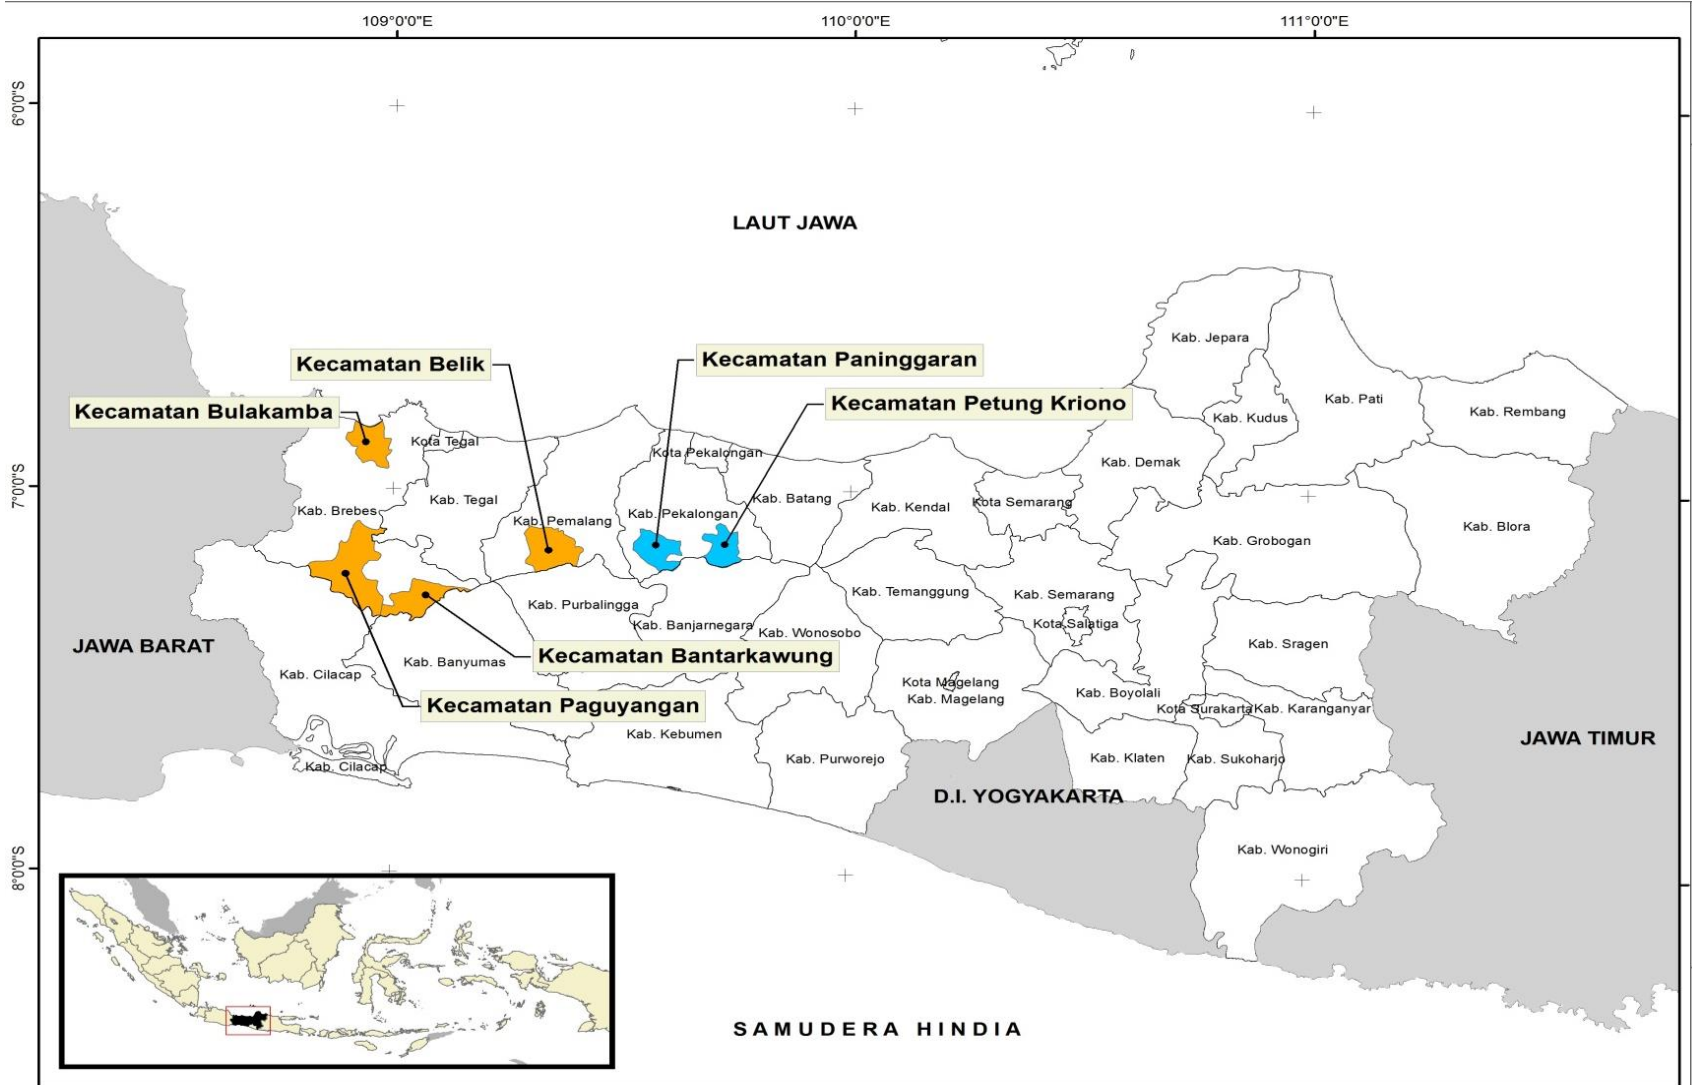 109°0'0"E
110°0'0"E
111°0'0"E
6°0'0"S
LAUT JAWA
Kab. Jepara
Kecamatan Belik
Kecamatan Paninggaran
Kecamatan Bulakamba
Kecamatan Petung Kriono
Kab. Pati
Kab. Rembang
Kab. Kudus
Kota Tegal
Kota Pekalongan
Kab. Demak
7°0'0"S
Kab. Tegal
Kab. Batang
Kab. Brebes
Kab. Pemalang
Kab. Pekalongan
Kab. Kendal
Kota Semarang
Kab. Blora
Kab. Grobogan
Kab. Purbalingga
Kab. Temanggung
Kab. Semarang
Kab. Banjarnegara
Kab. Wonosobo
Kota Salatiga
JAWA BARAT
Kab. Sragen
Kab. Cilacap
Kab. Banyumas
Kecamatan Bantarkawung
Kota Magelang
Kab. Magelang
Kab. Boyolali
Kecamatan Paguyangan
Kota Surakarta
Kab. Karanganyar
Kab. Kebumen
JAWA TIMUR
Kab. Cilacap
Kab. Purworejo
Kab. Klaten
Kab. Sukoharjo
D.I. YOGYAKARTA
Kab. Wonogiri
8°0'0"S
SAMUDERA HINDIA